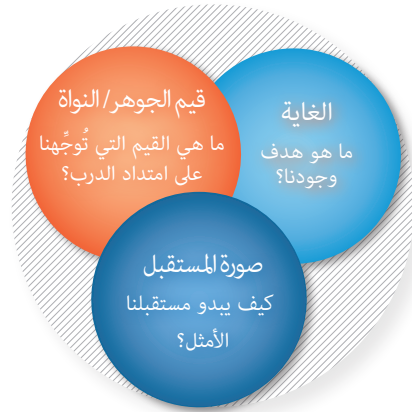 الغاية
ما هو هدف
وجودنا؟
قيم الجوهر/النواة
ما هي القيم التي تُوجِّهنا
على امتداد الدرب؟
صورة المستقبل
كيف يبدو مستقبلنا
الأمثل؟